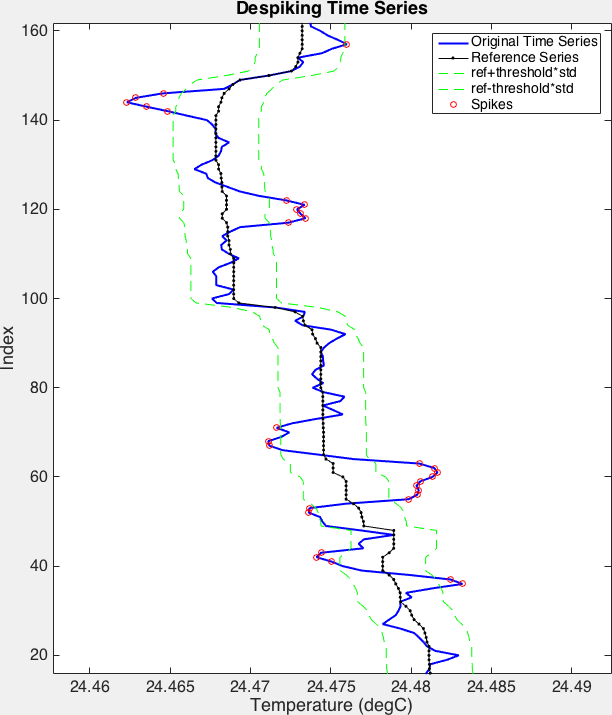 Despiking Time Series
Original Time Series
Reference Series
ref+threshold*std
ref-threshold*std
Spikes
160
140
120
100
80
60
40
20
Index
24.46
24.465
24.47
24.475
24.48
24.485
24.49
Temperature (degC)